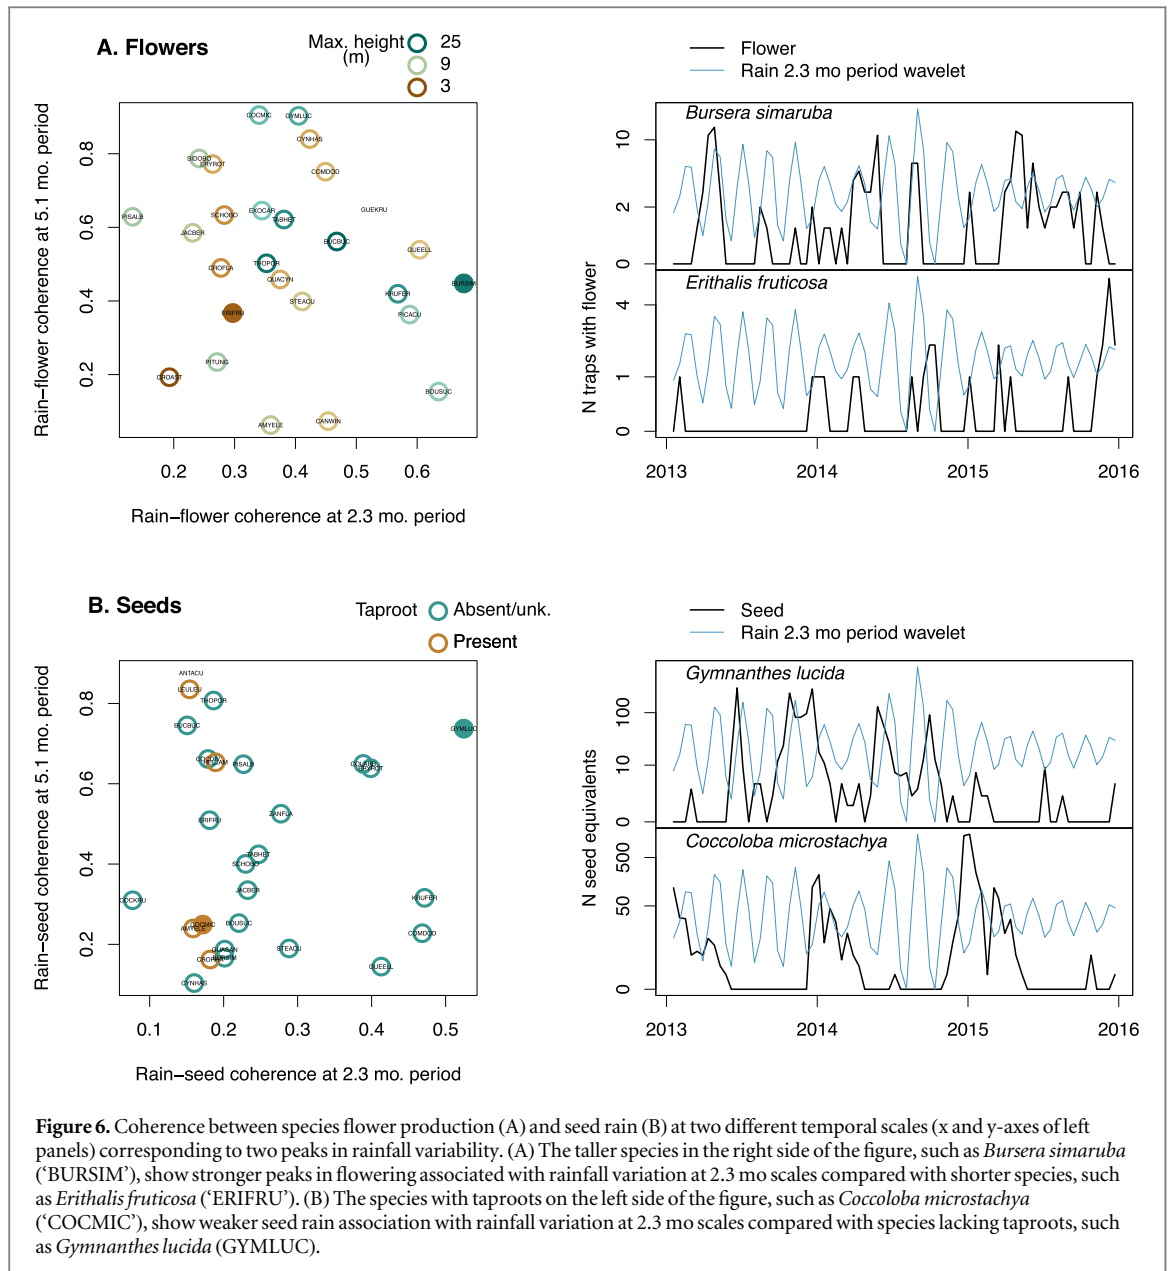 A. Flowers
Max. height
(m)
25
9
3
Flower
Rain 2.3 mo period wavelet
Rain−flower coherence at 5.1 mo. period
0.8
0.6
0.4
0.2
COCMIC
GYMLUC
CYNHAS
SIDOBO
ERYROT
COMDOD
PISALB
SCHOBO
EXOCAR
TABHET
GUEKRU
JACBER
BUCBUC
GUEELL
CROFLA
THOPOR
QUACYN
BURSIM
STEACU
KRUFER
ERIFRU
PICACU
PITUNG
CROAST
BOUSUC
AMYELE
CANWIN
0.2
0.3
0.4
0.5
0.6
Rain−flower coherence at 2.3 mo. period
N traps with flower
Bursera simaruba
10
2
0
Erithalis fruticosa
4
1
0
2013
2014
2015
2016
B. Seeds
Taproot
Absent/unk.
Present
Seed
Rain 2.3 mo period wavelet
Rain−seed coherence at 5.1 mo. period
0.8
0.6
0.4
0.2
ANTACU
LEULEU
THOPOR
BUCBUC
GYMLUC
PISALB
ERYROT
ERIFRU
ZANFLA
TABHET
SCHOBO
JACBER
COCKRU
KRUFER
COCMIC
AMYELE
BOUSUC
COMDOD
GUASAN
STEACU
BURSIM
GUEELL
CYNHAS
0.1
0.2
0.3
0.4
0.5
Rain−seed coherence at 2.3 mo. period
N seed equivalents
Gymnanthes lucida
100
10
0
Coccoloba microstachya
500
50
0
2013
2014
2015
2016
Figure 6. Coherence between species flower production (A) and seed rain (B) at two different temporal scales (x and y-axes of left
panels) corresponding to two peaks in rainfall variability. (A) The taller species in the right side of the figure, such as Bursera simaruba
(‘BURSIM’), show stronger peaks in flowering associated with rainfall variation at 2.3 mo scales compared with shorter species, such
as Erithalis fruticosa (‘ERIFRU’). (B) The species with taproots on the left side of the figure, such as Coccoloba microstachya
(‘COCMIC’), show weaker seed rain association with rainfall variation at 2.3 mo scales compared with species lacking taproots, such
as Gymnanthes lucida (GYMLUC).